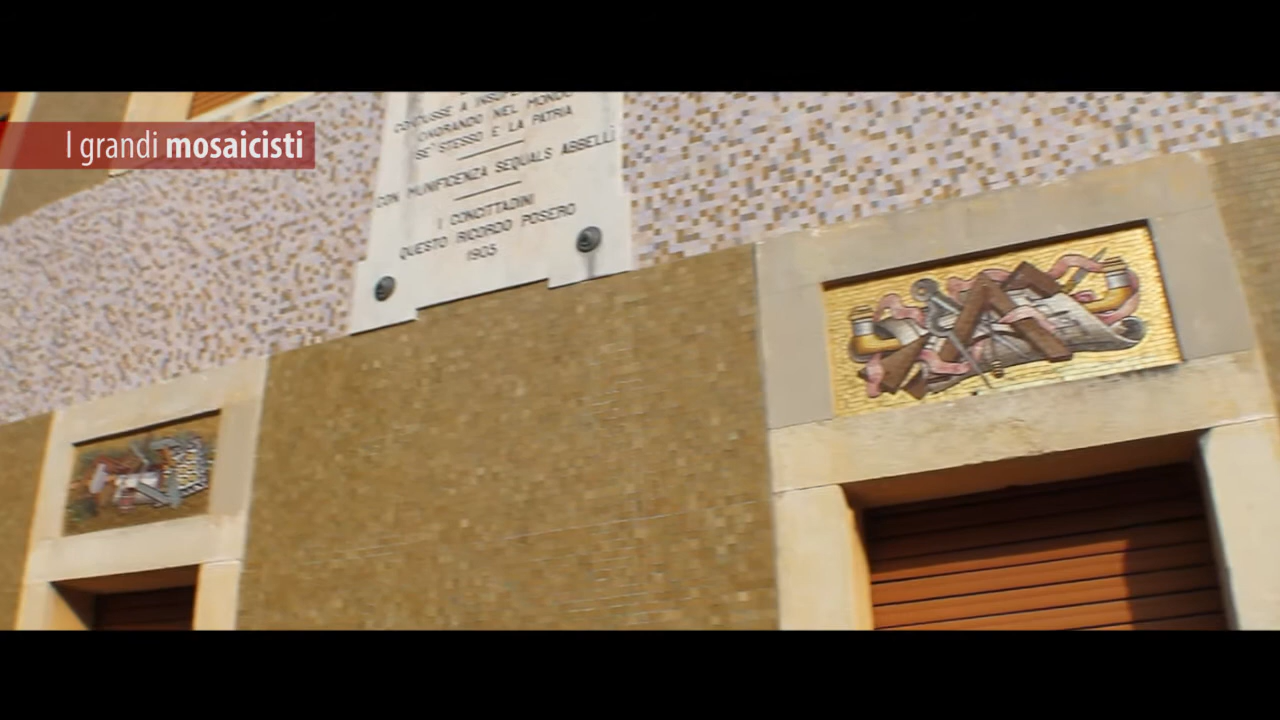 I grandi mosaicisti
CONDUSSE A INSUPE
ONORANDO NEL MONDO
SE' STESSO E LA PATRIA
CON MUNIFICENZA SEQUALS ABBELLÌ
I CONCITTADINI
QUESTO RICORDO POSERO
1905